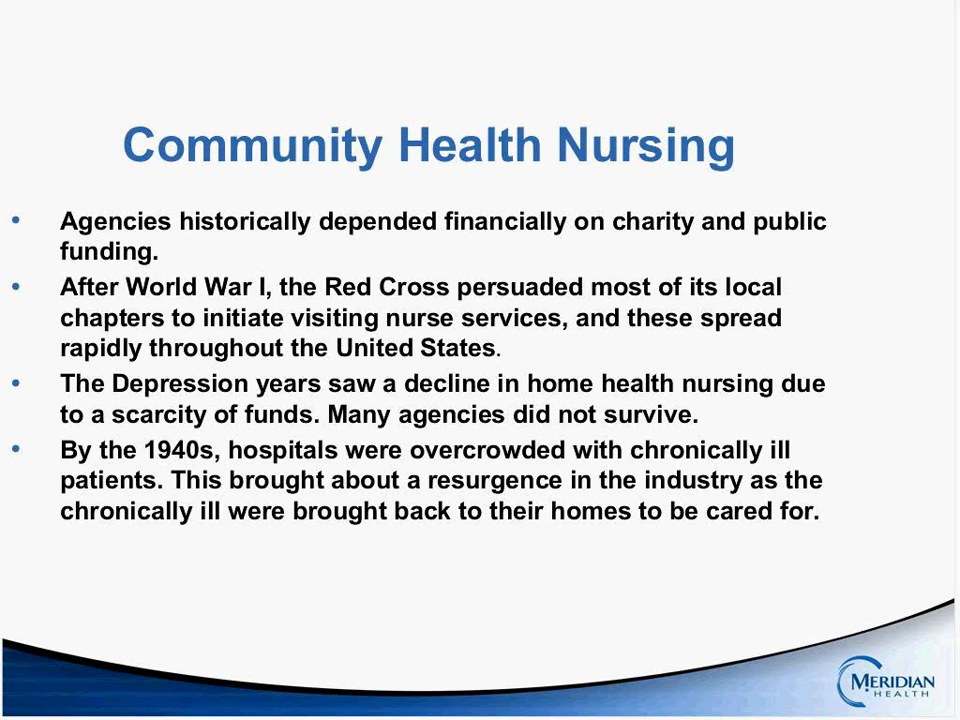 Community Health Nursing
• Agencies historically depended financially on charity and public
funding.
• After World War I, the Red Cross persuaded most of its local
chapters to initiate visiting nurse services, and these spread
rapidly throughout the United States.
• The Depression years saw a decline in home health nursing due
to a scarcity of funds. Many agencies did not survive.
• By the 1940s, hospitals were overcrowded with chronically ill
patients. This brought about a resurgence in the industry as the
chronically ill were brought back to their homes to be cared for.
MERIDIAN
HEALTH